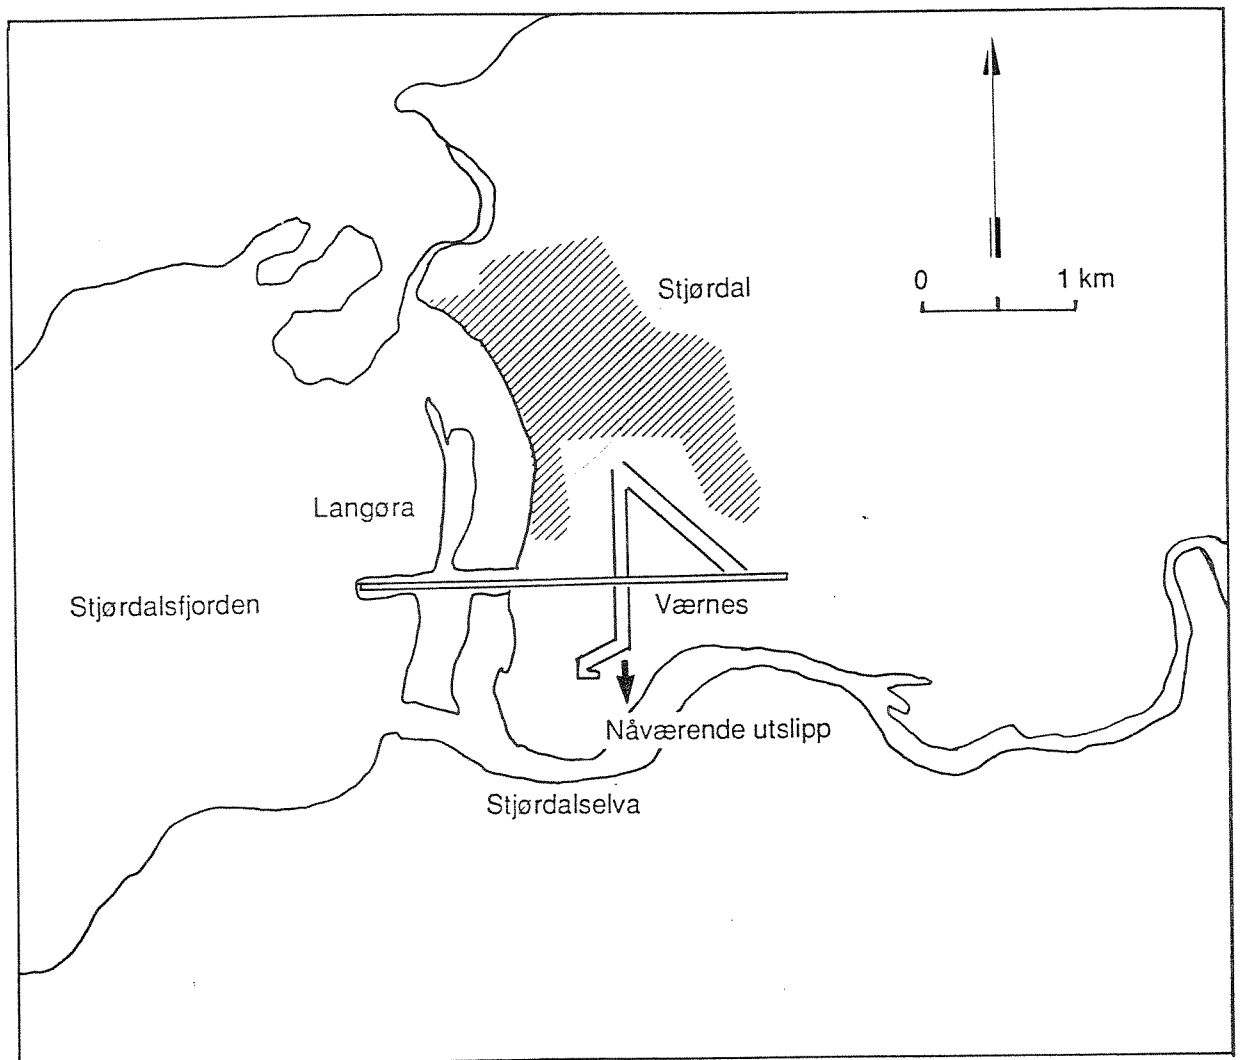 Stjørdal
0 1 km
Langøra
Stjørdalsfjorden
Værnes
Nåværende utslipp
Stjørdalselva